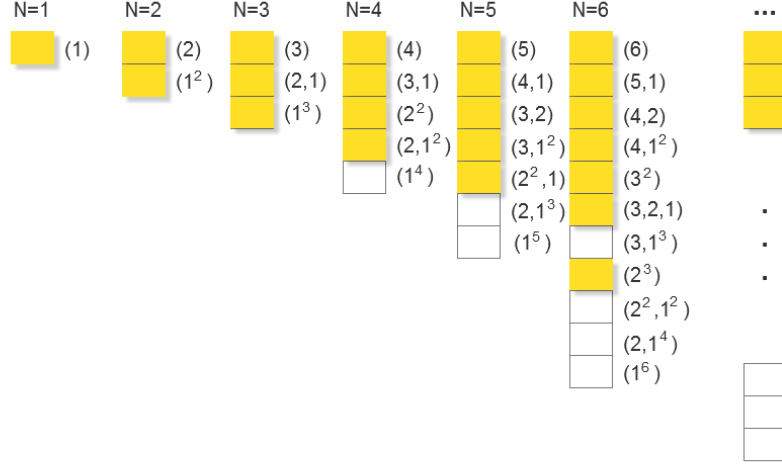 N=1 N=2 N=3 N=4 N=5 N=6 ...
(1) (2) (3) (4) (5) (6)
(1²) (2,1) (3,1) (4,1) (5,1)
(1³) (2²) (3,2) (4,2)
(2,1²) (3,1²) (4,1²)
(1⁴) (2²,1) (3²)
(2,1³) (3,2,1) .
(1⁵) (3,1³) .
(2³) .
(2²,1²)
(2,1⁴)
(1⁶)